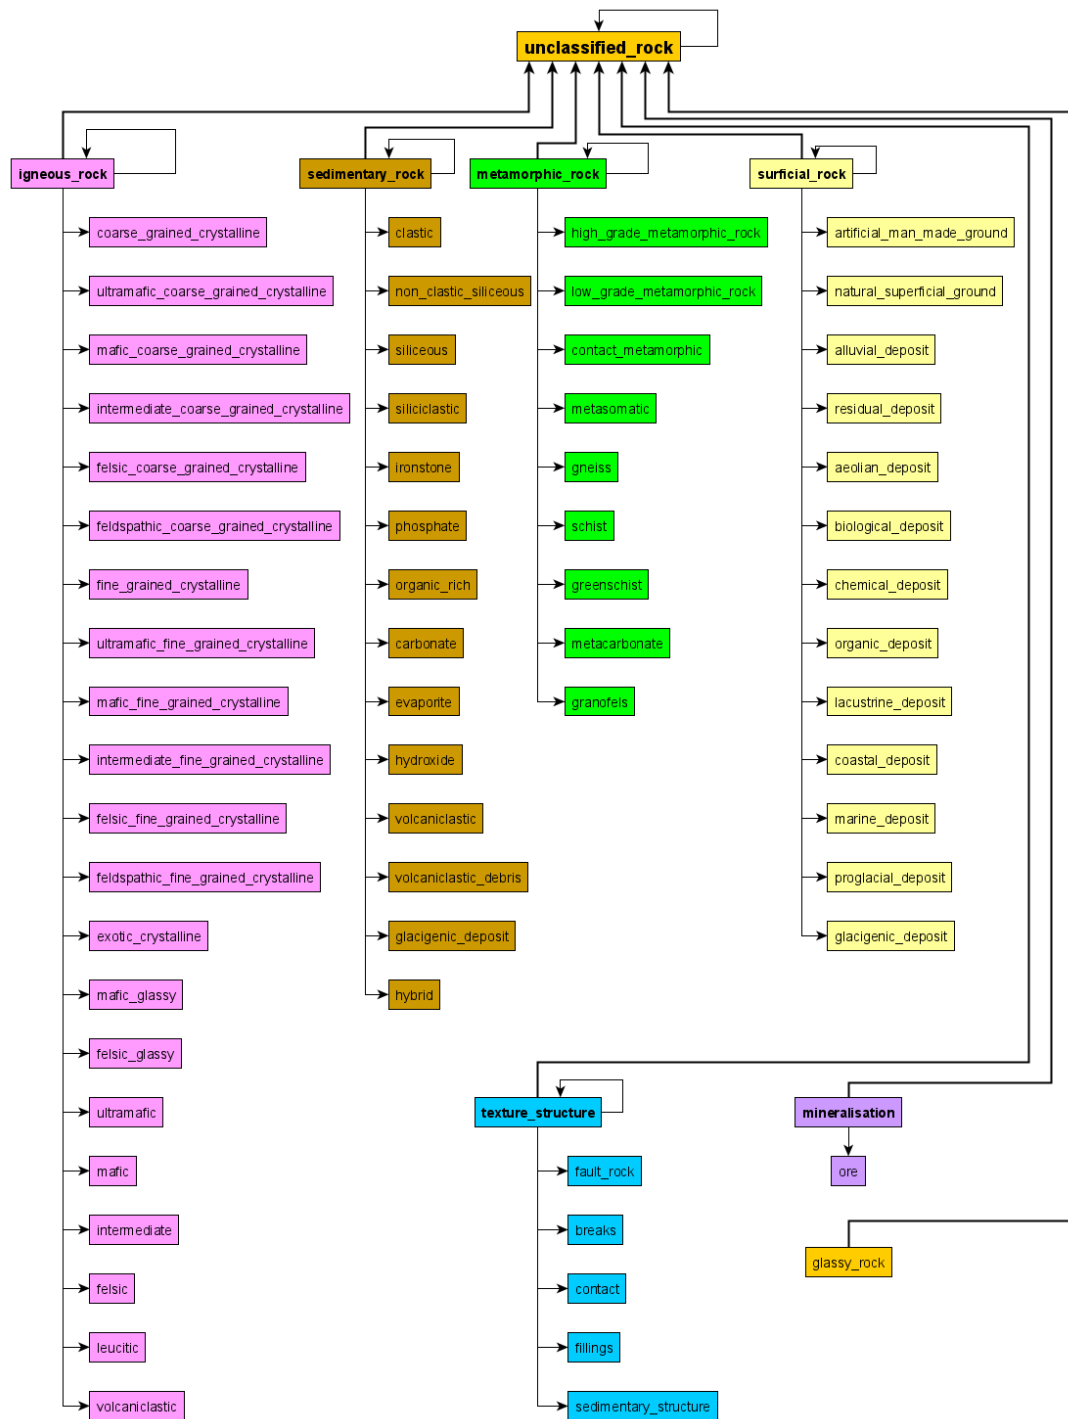 unclassified_rock
igneous_rock
coarse_grained_crystalline
ultramafic_coarse_grained_crystalline
mafic_coarse_grained_crystalline
intermediate_coarse_grained_crystalline
felsic_coarse_grained_crystalline
feldspathic_coarse_grained_crystalline
fine_grained_crystalline
ultramafic_fine_grained_crystalline
mafic_fine_grained_crystalline
intermediate_fine_grained_crystalline
felsic_fine_grained_crystalline
feldspathic_fine_grained_crystalline
exotic_crystalline
mafic_glassy
felsic_glassy
ultramafic
mafic
intermediate
felsic
leucitic
volcaniclastic
sedimentary_rock
clastic
non_clastic_siliceous
siliceous
siliciclastic
ironstone
phosphate
organic_rich
carbonate
evaporite
hydroxide
volcaniclastic
volcaniclastic_debris
glacigenic_deposit
hybrid
metamorphic_rock
high_grade_metamorphic_rock
low_grade_metamorphic_rock
contact_metamorphic
metasomatic
gneiss
schist
greenschist
metacarbonate
granofels
surficial_rock
artificial_man_made_ground
natural_superficial_ground
alluvial_deposit
residual_deposit
aeolian_deposit
biological_deposit
chemical_deposit
organic_deposit
lacustrine_deposit
coastal_deposit
marine_deposit
proglacial_deposit
glacigenic_deposit
texture_structure
fault_rock
breaks
contact
fillings
sedimentary_structure
mineralisation
ore
glassy_rock